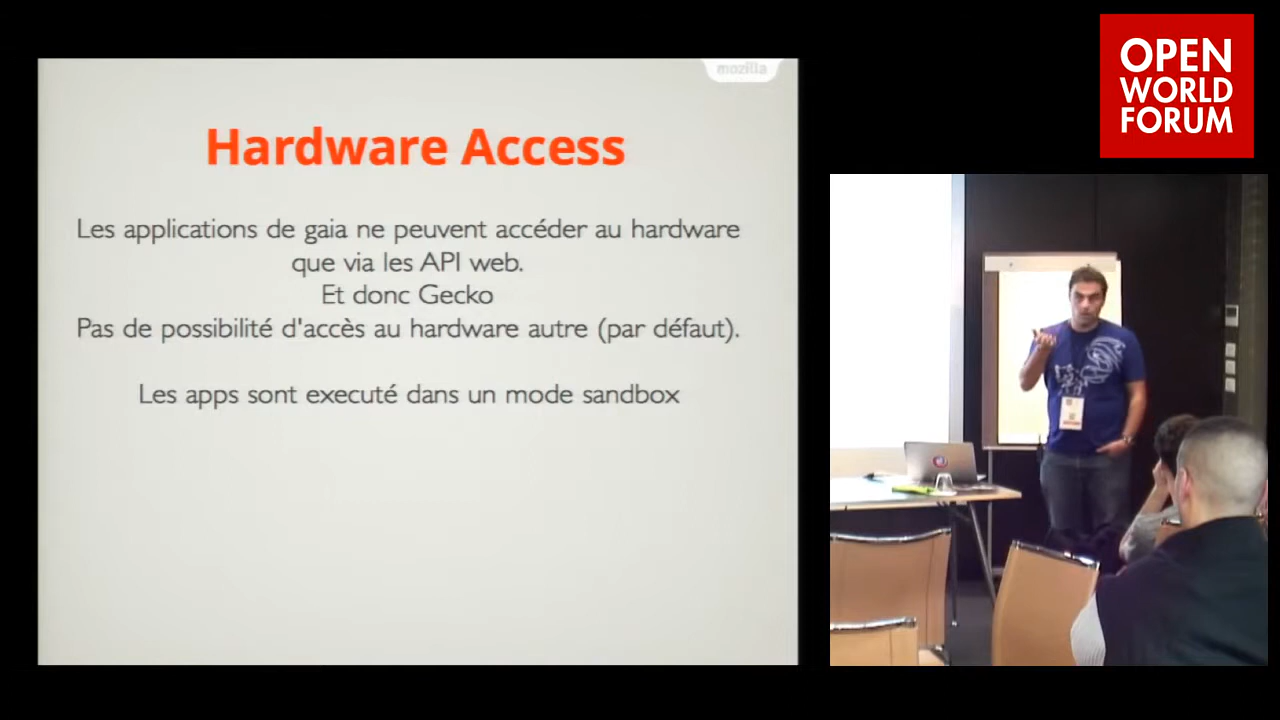 mozilla
Hardware Access
Les applications de gaia ne peuvent accéder au hardware
que via les API web.
Et donc Gecko
Pas de possibilité d'accès au hardware autre (par défaut).
Les apps sont executé dans un mode sandbox
OPEN
WORLD
FORUM